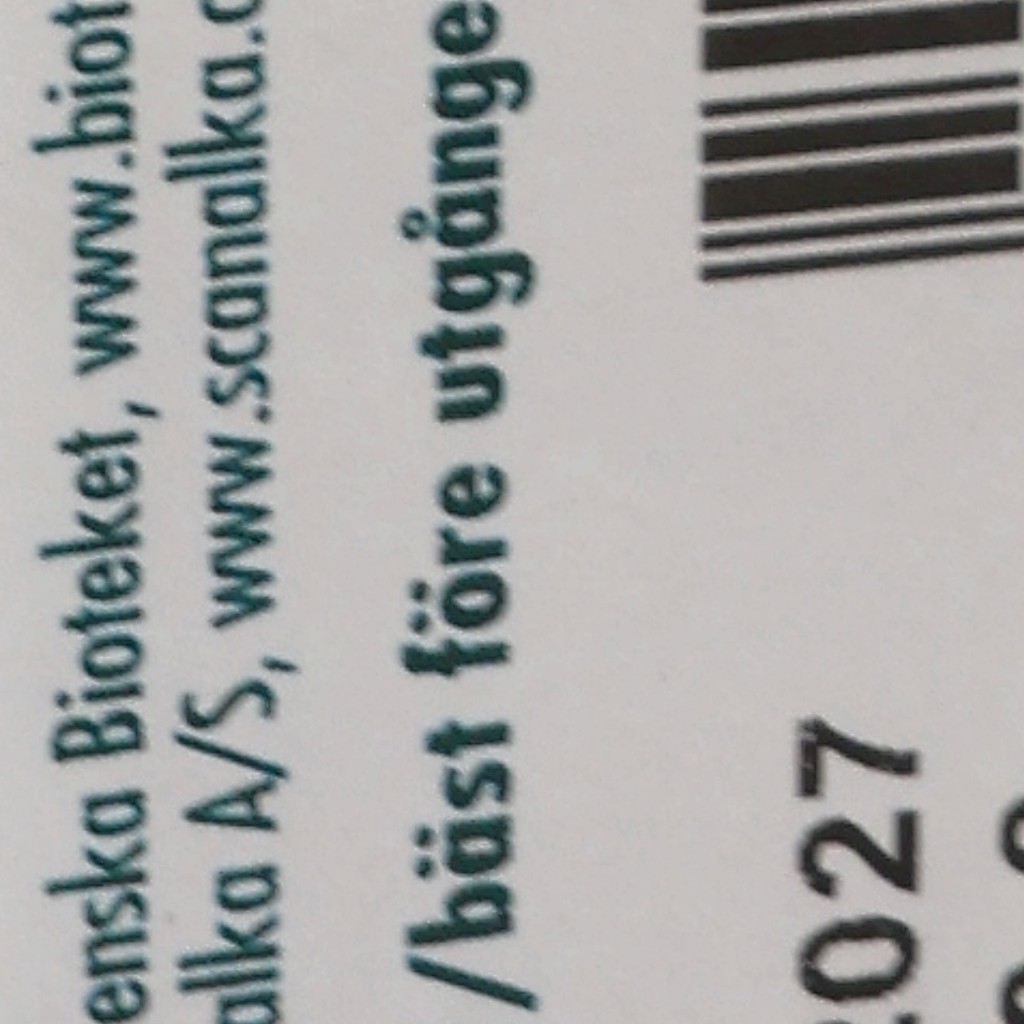 enska Bioteket, www.biot
alka A/S, www.scanalka.c
/bäst före utgånge
.027